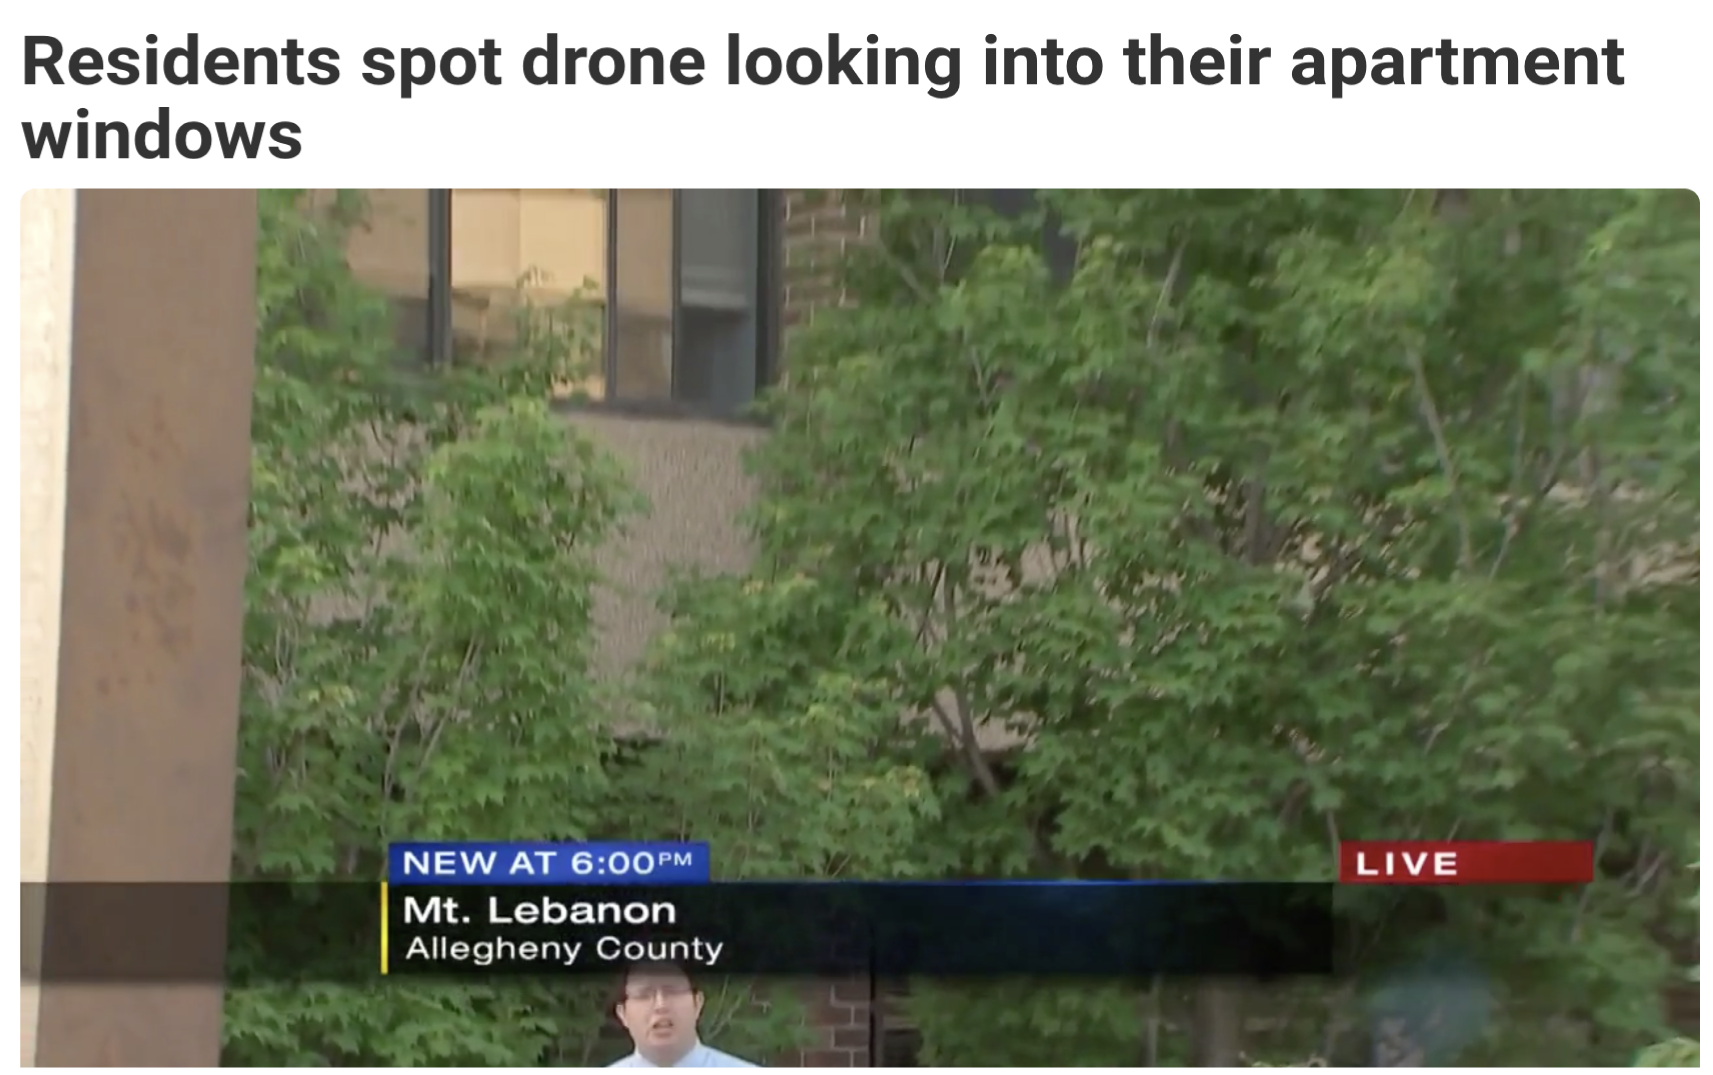 Residents spot drone looking into their apartment
windows
NEW AT 6:00PM
LIVE
Mt. Lebanon
Allegheny County